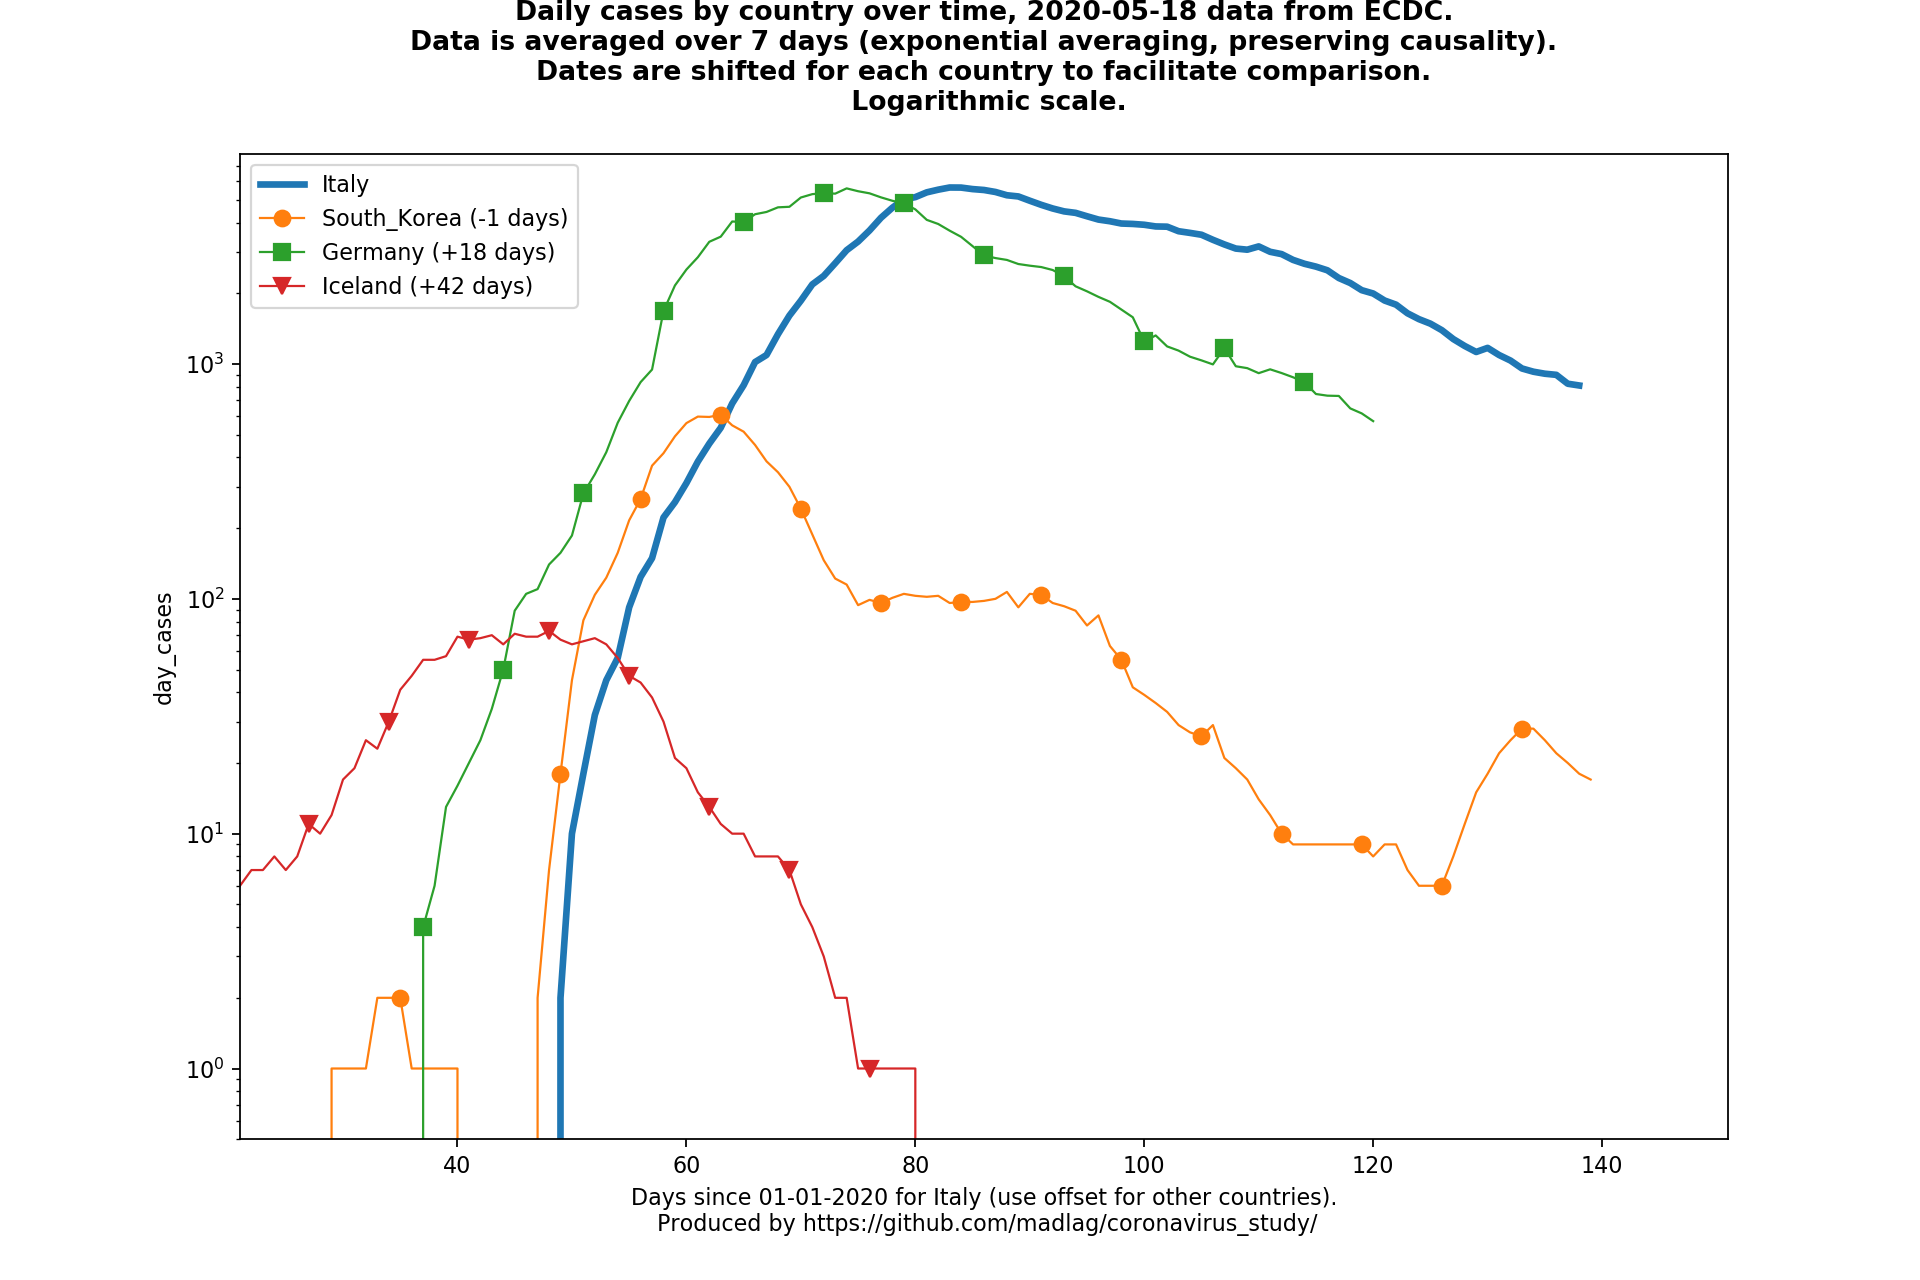 Daily cases by country over time, 2020-05-18 data from ECDC.
Data is averaged over 7 days (exponential averaging, preserving causality).
Dates are shifted for each country to facilitate comparison.
Logarithmic scale.
Italy
South_Korea (-1 days)
Germany (+18 days)
Iceland (+42 days)
day_cases
10³
10²
10¹
10⁰
40 60 80 100 120 140
Days since 01-01-2020 for Italy (use offset for other countries).
Produced by https://github.com/madlag/coronavirus_study/